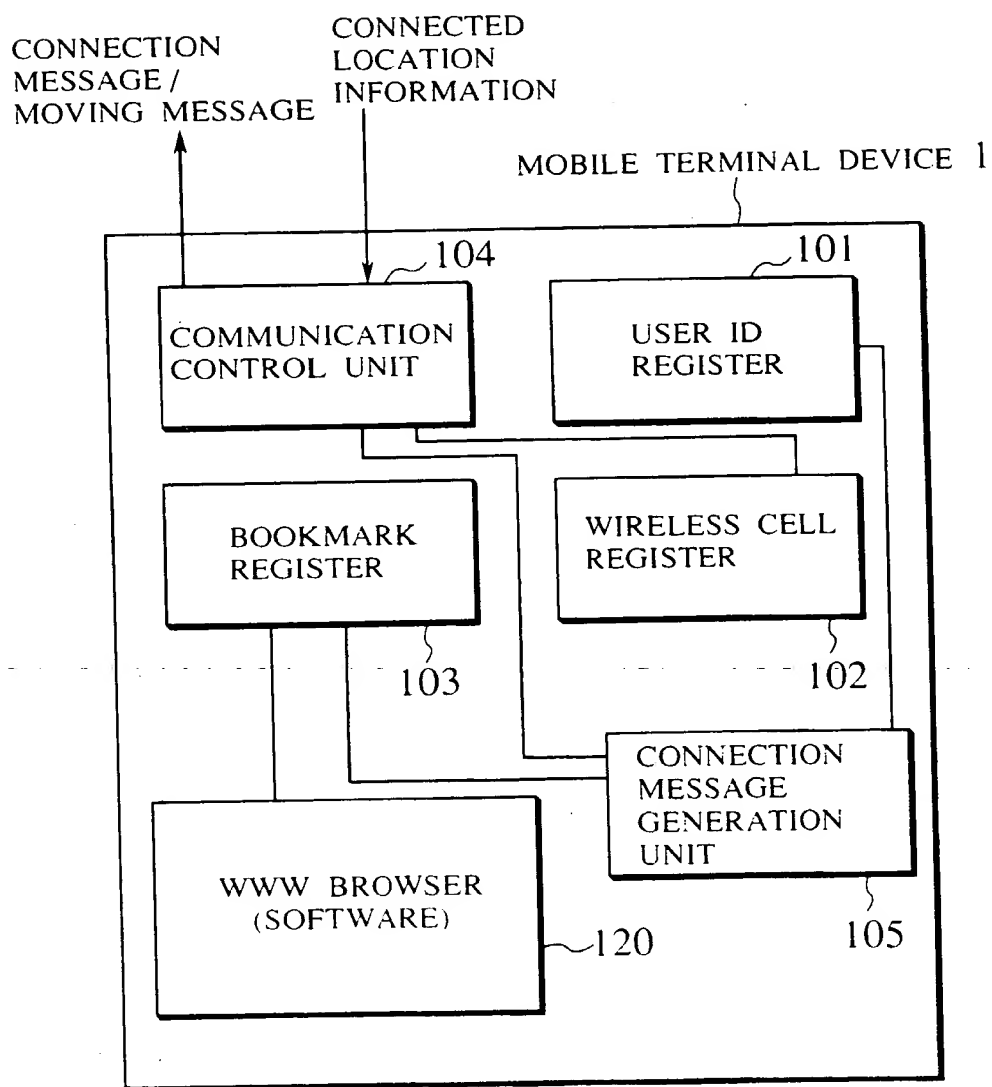 CONNECTION
MESSAGE/
MOVING MESSAGE
CONNECTED
LOCATION
INFORMATION
MOBILE TERMINAL DEVICE 1
104
101
COMMUNICATION
CONTROL UNIT
USER ID
REGISTER
BOOKMARK
REGISTER
WIRELESS CELL
REGISTER
103
102
CONNECTION
MESSAGE
GENERATION
UNIT
WWW BROWSER
(SOFTWARE)
120
105